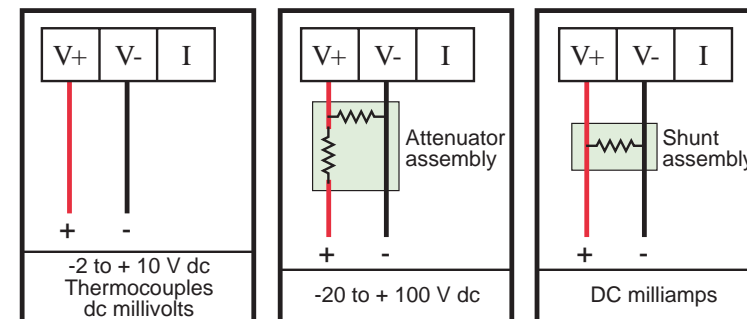 V+ V- I
+ -
-2 to + 10 V dc
Thermocouples
dc millivolts
V+ V- I
Attenuator
assembly
+ -
-20 to + 100 V dc
V+ V- I
Shunt
assembly
+ -
DC milliamps